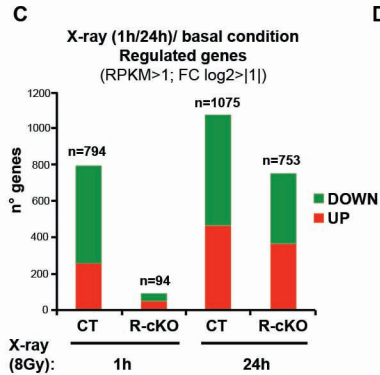 C
D
X-ray (1h/24h)/ basal condition
Regulated genes
(RPKM>1; FC log2>|1|)
n° genes
1200
1000
800
600
400
200
0
n=794
n=94
n=1075
n=753
DOWN
UP
CT R-cKO CT R-cKO
X-ray
(8Gy): 1h 24h